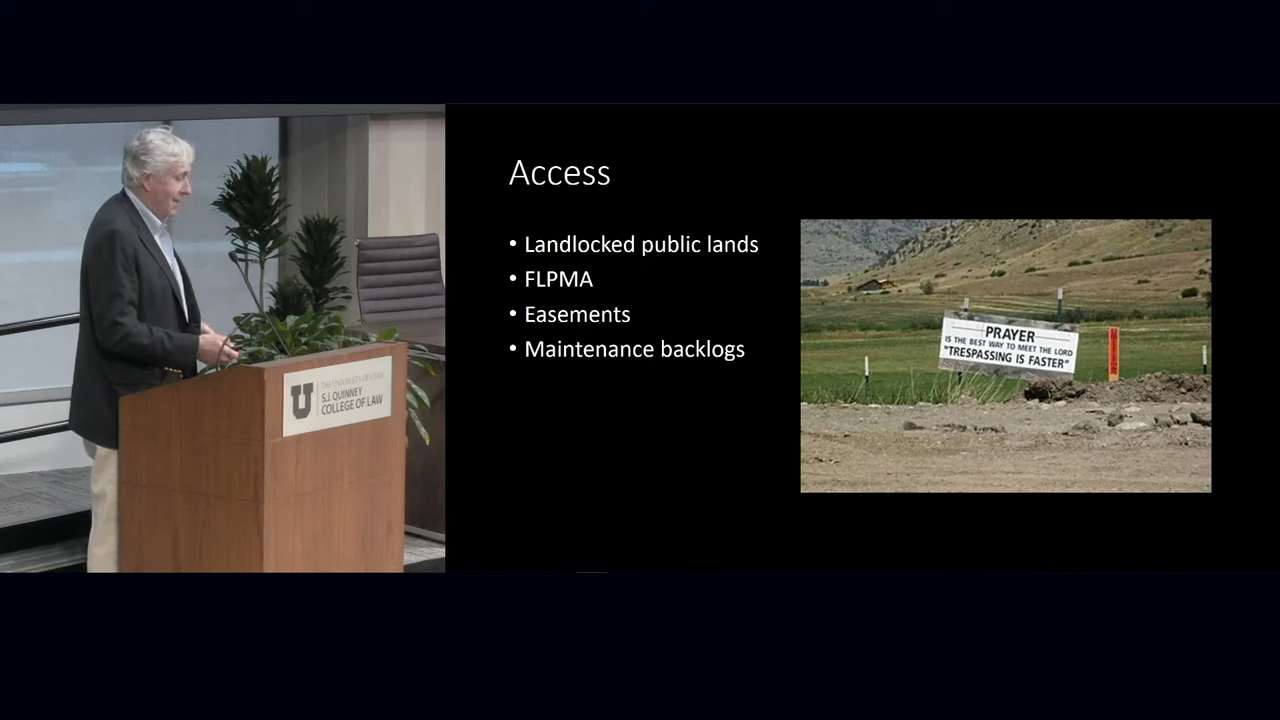 Access
• Landlocked public lands
• FLPMA
• Easements
• Maintenance backlogs
PRAYER
IS THE BEST WAY TO MEET THE LORD
"TRESPASSING IS FASTER"
U
THE UNIVERSITY OF UTAH
S.J. QUINNEY
COLLEGE OF LAW